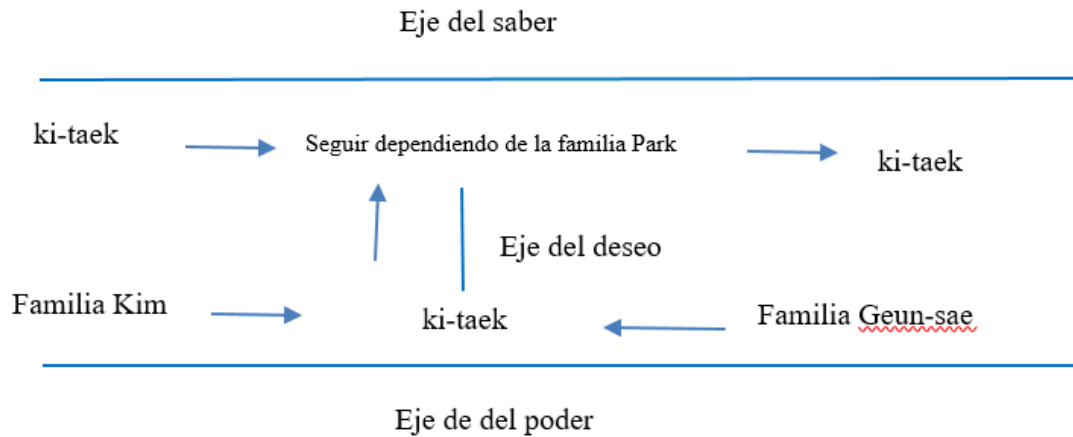 Eje del saber
ki-taek
Seguir dependiendo de la familia Park
ki-taek
Eje del deseo
Familia Kim
ki-taek
Familia Geun-sae
Eje de del poder